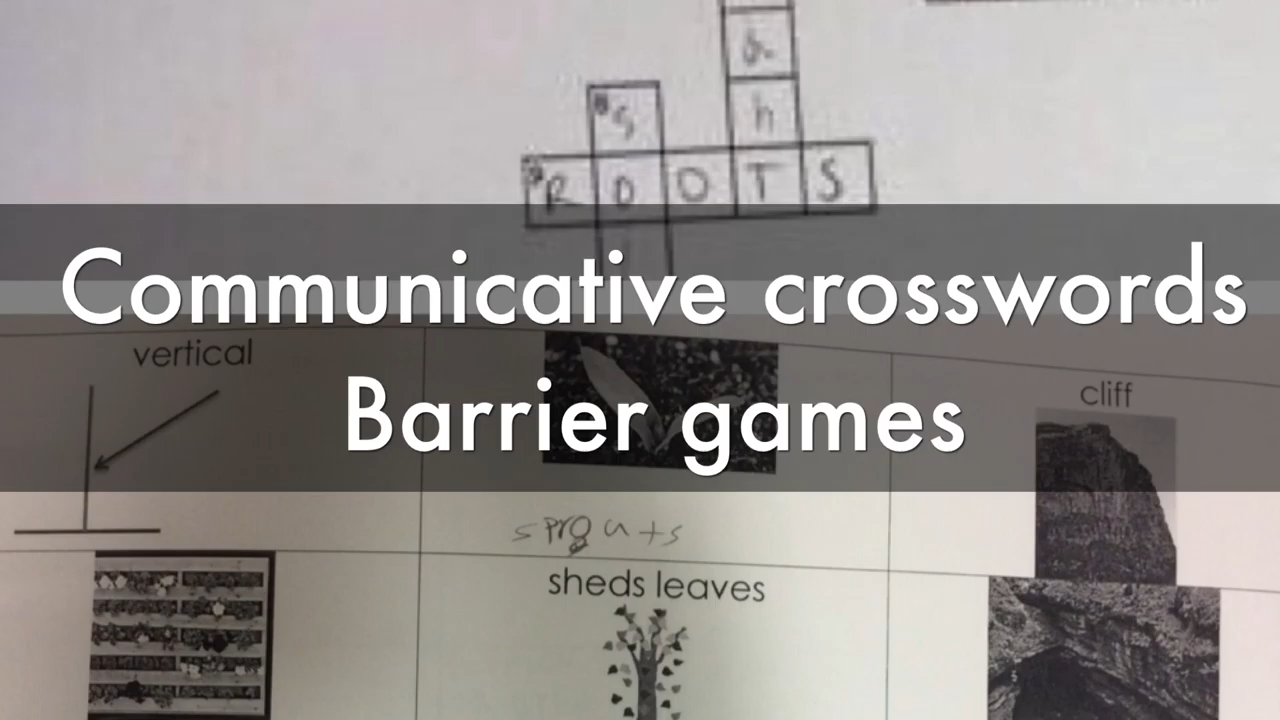 h
S
ROOTS
Communicative crosswords
vertical
Barrier games
cliff
sprouts
sheds leaves